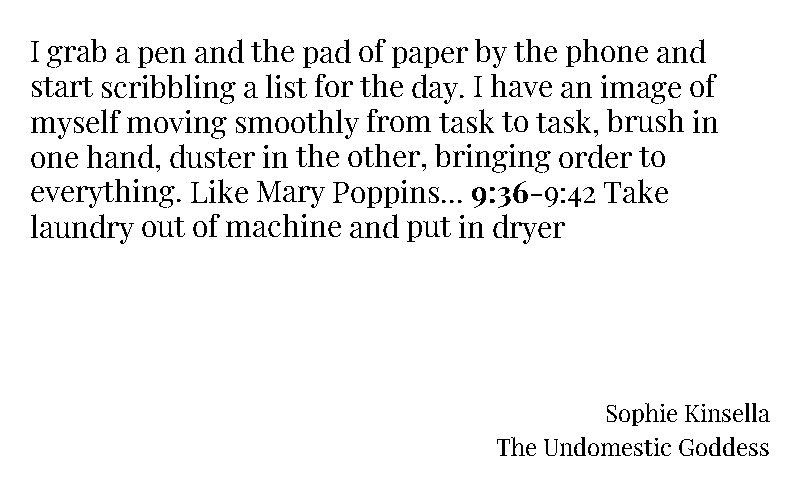 I grab a pen and the pad of paper by the phone and
start scribbling a list for the day. I have an image of
myself moving smoothly from task to task, brush in
one hand, duster in the other, bringing order to
everything. Like Mary Poppins... 9:36-9:42 Take
laundry out of machine and put in dryer
Sophie Kinsella
The Undomestic Goddess